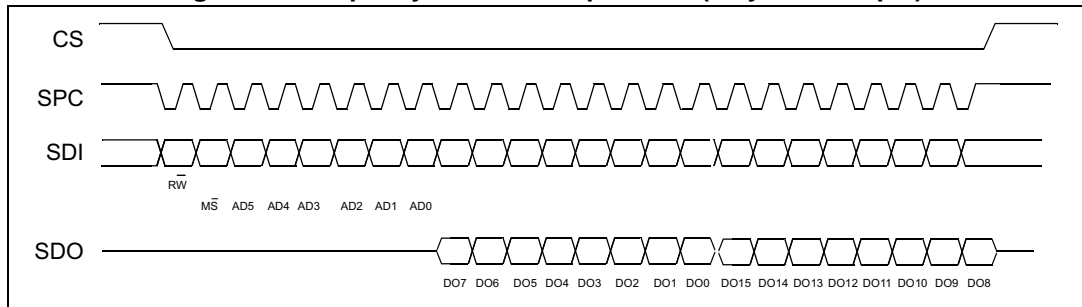 CS
SPC
SDI
RW̅
MS̅ AD5 AD4 AD3 AD2 AD1 AD0
SDO
DO7 DO6 DO5 DO4 DO3 DO2 DO1 DO0 DO15 DO14 DO13 DO12 DO11 DO10 DO9 DO8